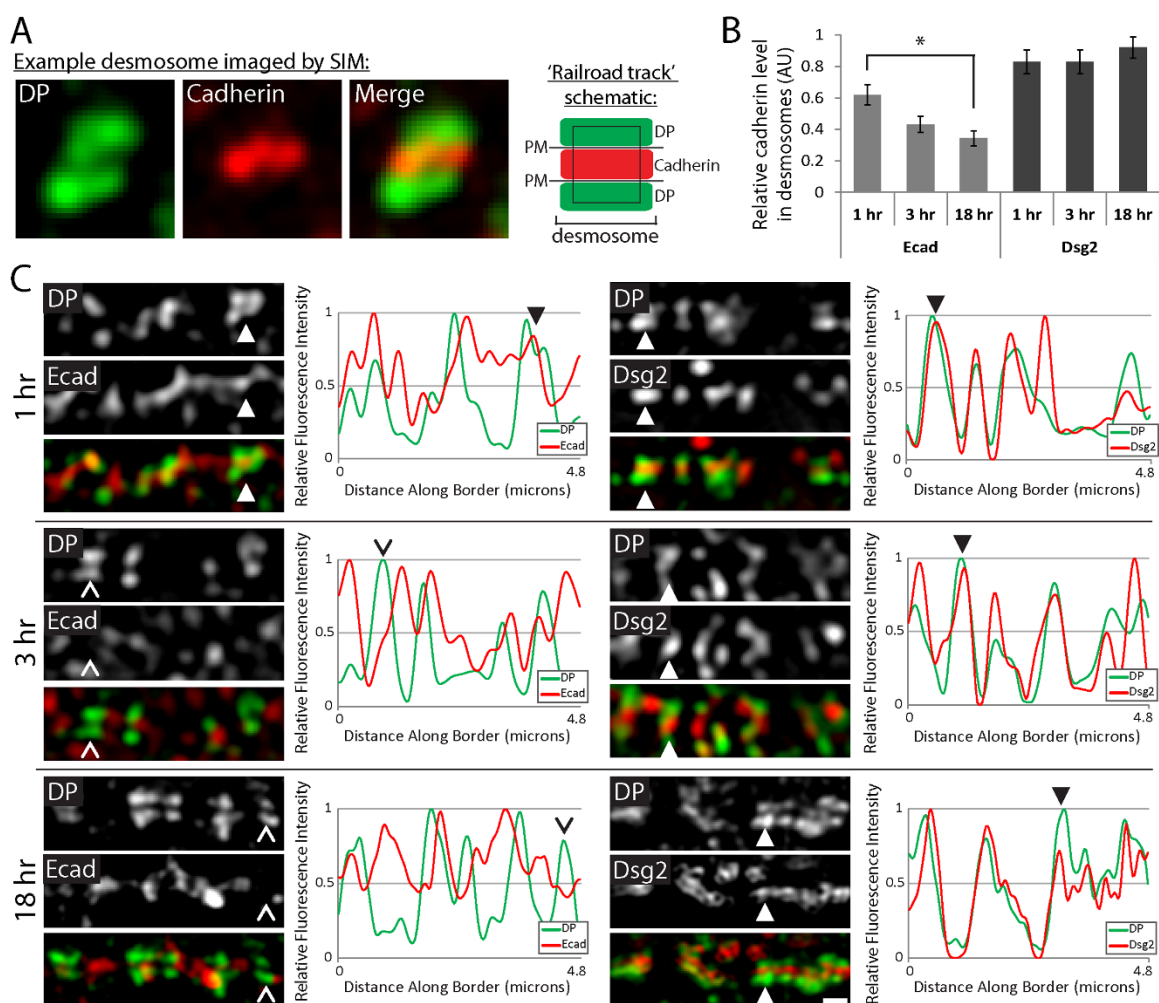 A
Example desmosome imaged by SIM:
DP
Cadherin
Merge
'Railroad track'
schematic:
DP
PM
Cadherin
PM
DP
desmosome
B
Relative cadherin level
in desmosomes (AU)
1
0.8
0.6
0.4
0.2
0
*
1 hr 3 hr 18 hr 1 hr 3 hr 18 hr
Ecad Dsg2
C
1 hr
DP
Ecad
Relative Fluorescence Intensity
1
0.5
0
DP
Ecad
0 4.8
Distance Along Border (microns)
DP
Dsg2
Relative Fluorescence Intensity
1
0.5
0
DP
Dsg2
0 4.8
Distance Along Border (microns)
3 hr
DP
Ecad
Relative Fluorescence Intensity
1
0.5
0
DP
Ecad
0 4.8
Distance Along Border (microns)
DP
Dsg2
Relative Fluorescence Intensity
1
0.5
0
DP
Dsg2
0 4.8
Distance Along Border (microns)
18 hr
DP
Ecad
Relative Fluorescence Intensity
1
0.5
0
DP
Ecad
0 4.8
Distance Along Border (microns)
DP
Dsg2
Relative Fluorescence Intensity
1
0.5
0
DP
Dsg2
0 4.8
Distance Along Border (microns)